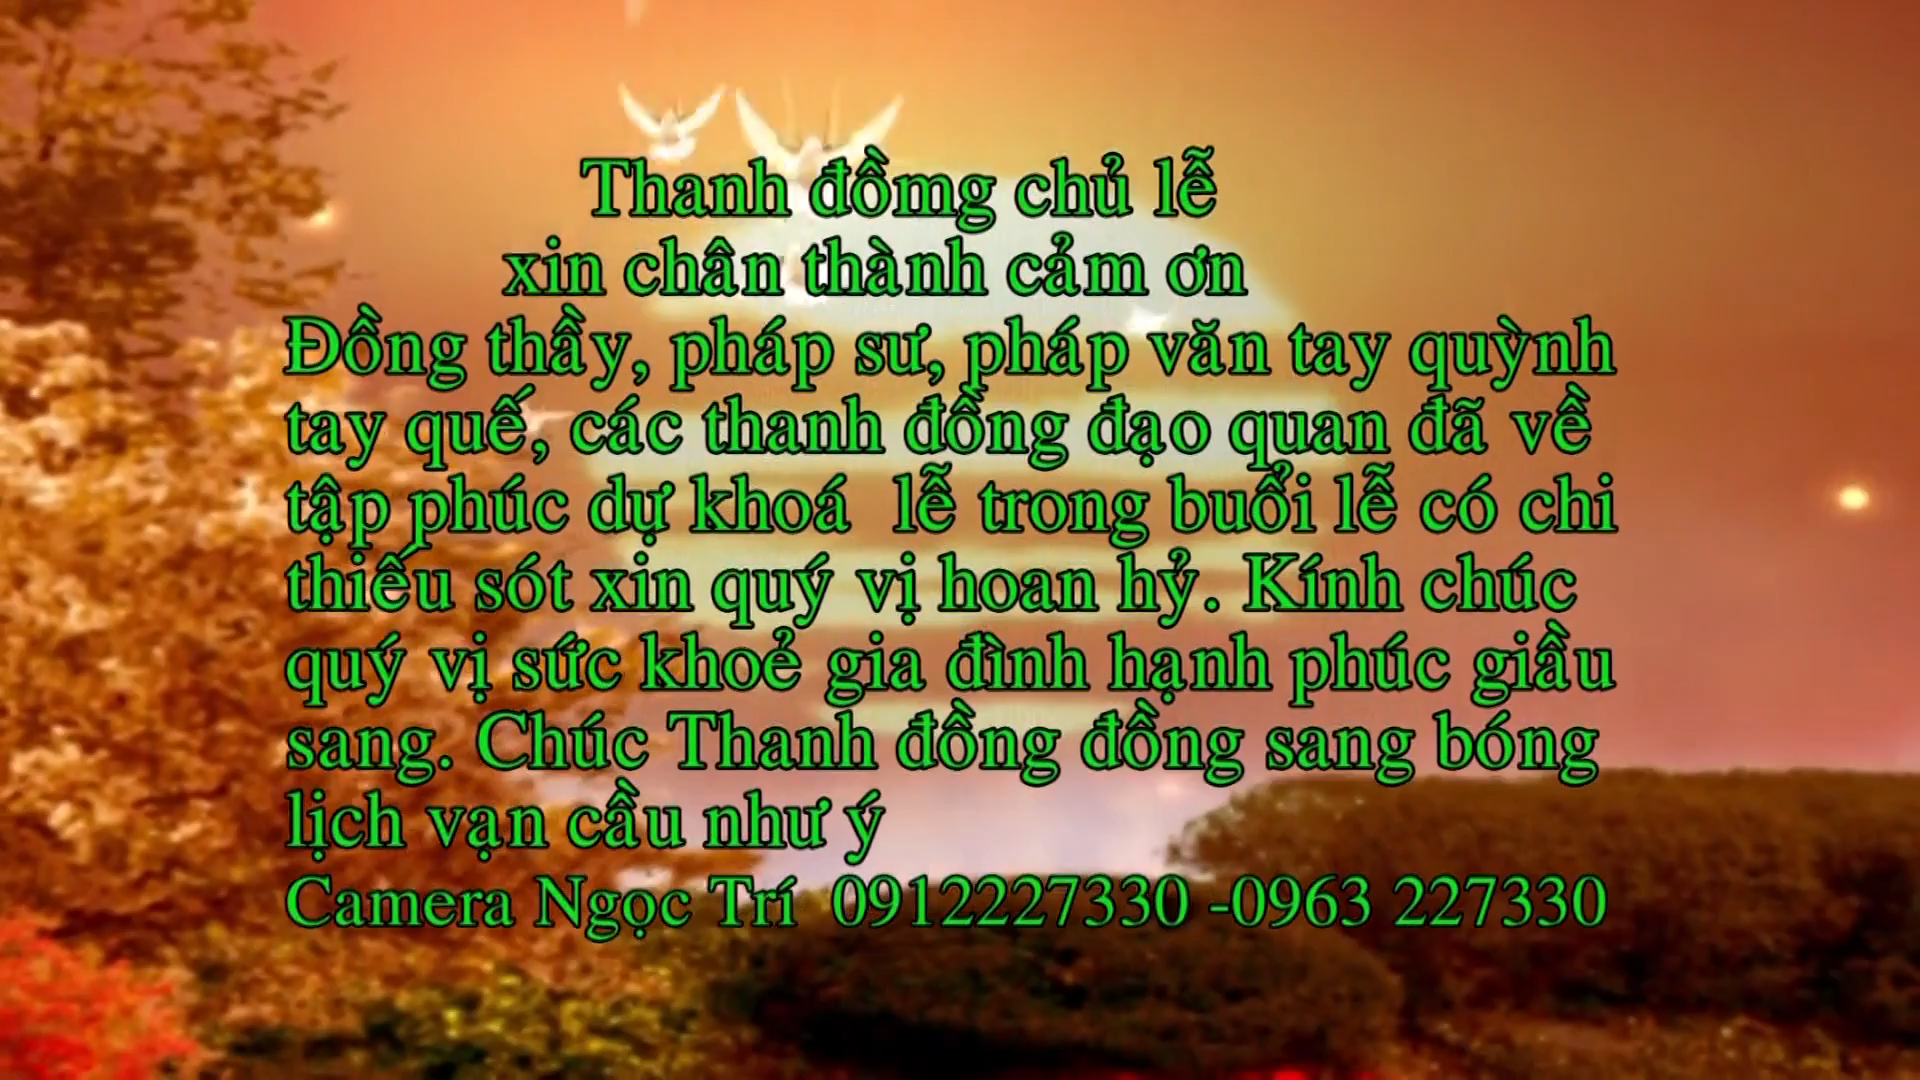 Thanh đồmg chủ lễ
xin chân thành cảm ơn
Đồng thầy, pháp sư, pháp văn tay quỳnh
tay quế, các thanh đồng đạo quan đã về
tập phúc dự khoá lễ trong buổi lễ có chi
thiếu sót xin quý vị hoan hỷ. Kính chúc
quý vị sức khoẻ gia đình hạnh phúc giầu
sang. Chúc Thanh đồng đồng sang bóng
lịch vạn cầu như ý
Camera Ngọc Trí 0912227330 -0963 227330